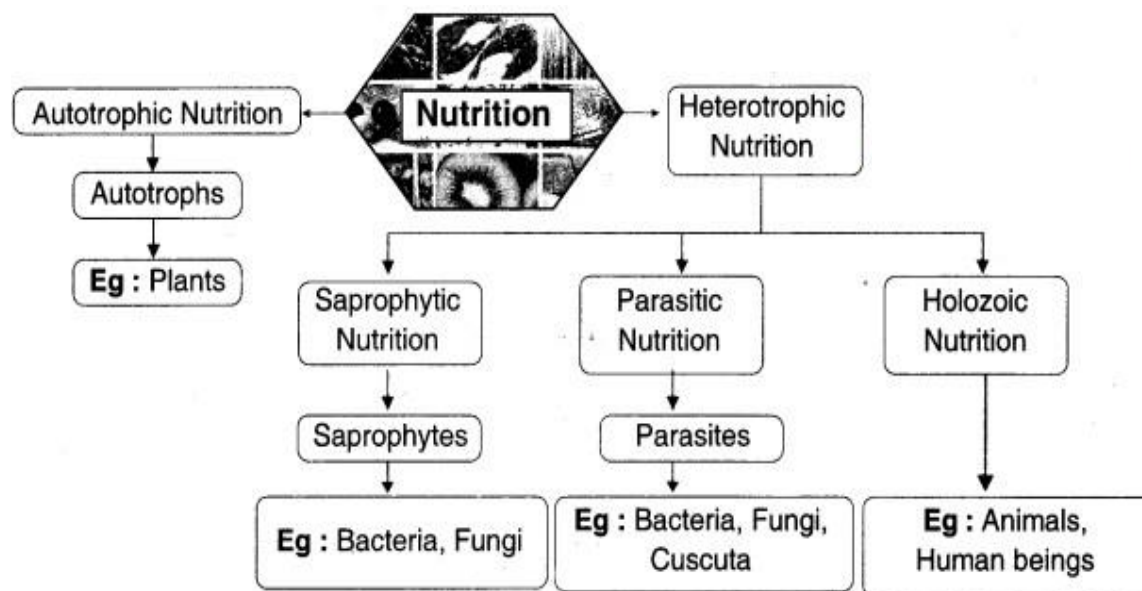 Nutrition
Autotrophic Nutrition
Autotrophs
Eg : Plants
Heterotrophic
Nutrition
Saprophytic
Nutrition
Saprophytes
Eg : Bacteria, Fungi
Parasitic
Nutrition
Parasites
Eg : Bacteria, Fungi,
Cuscuta
Holozoic
Nutrition
Eg : Animals,
Human beings